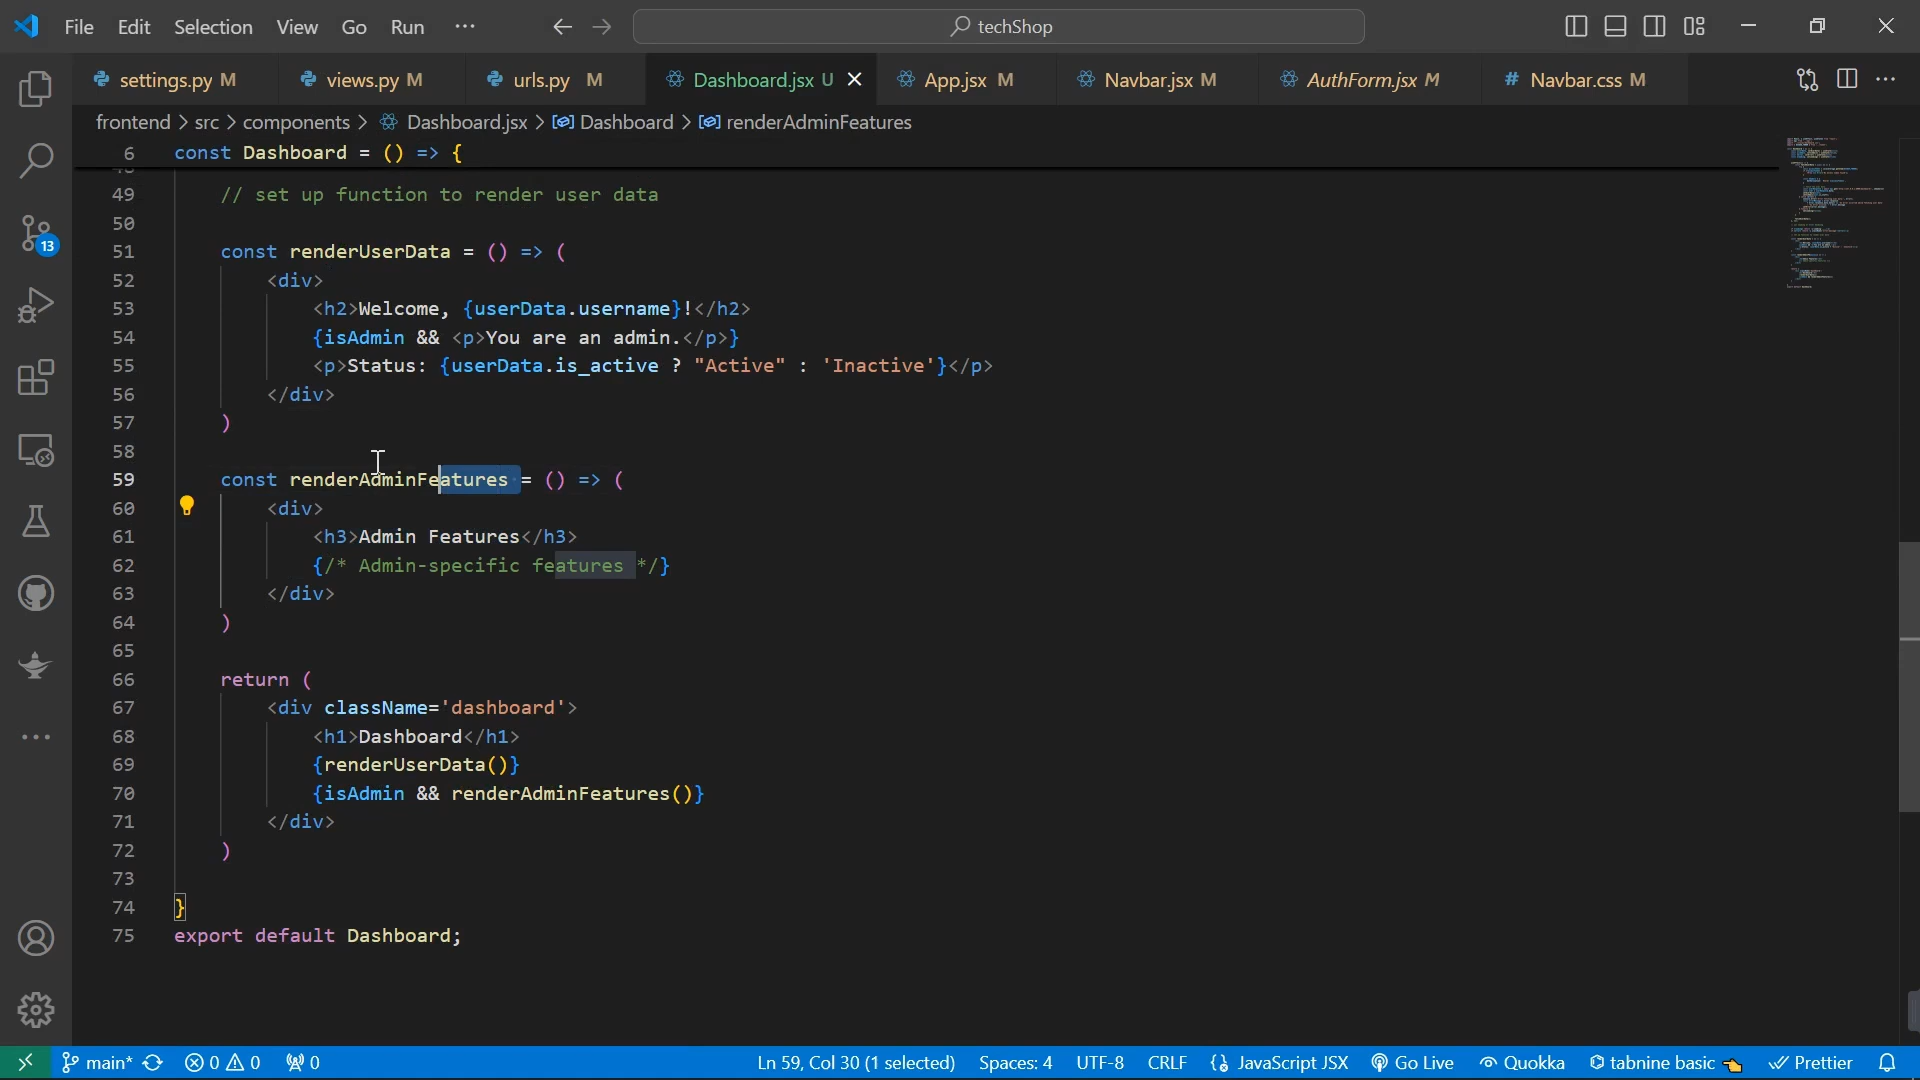 File Edit Selection View Go Run ··· techShop
settings.py M views.py M urls.py M Dashboard.jsx U App.jsx M Navbar.jsx M AuthForm.jsx M # Navbar.css M
frontend > src > components > Dashboard.jsx > Dashboard > renderAdminFeatures
6 const Dashboard = () => {
49 // set up function to render user data
50
51 const renderUserData = () => (
52 <div>
53 <h2>Welcome, {userData.username}!</h2>
54 {isAdmin && <p>You are an admin.</p>}
55 <p>Status: {userData.is_active ? "Active" : 'Inactive'}</p>
56 </div>
57 )
58
59 const renderAdminFeatures = () => (
60 <div>
61 <h3>Admin Features</h3>
62 {/* Admin-specific features */}
63 </div>
64 )
65
66 return (
67 <div className='dashboard'>
68 <h1>Dashboard</h1>
69 {renderUserData()}
70 {isAdmin && renderAdminFeatures()}
71 </div>
72 )
73
74 }
75 export default Dashboard;
13
main* 0 0 0 Ln 59, Col 30 (1 selected) Spaces: 4 UTF-8 CRLF {} JavaScript JSX Go Live Quokka tabnine basic Prettier